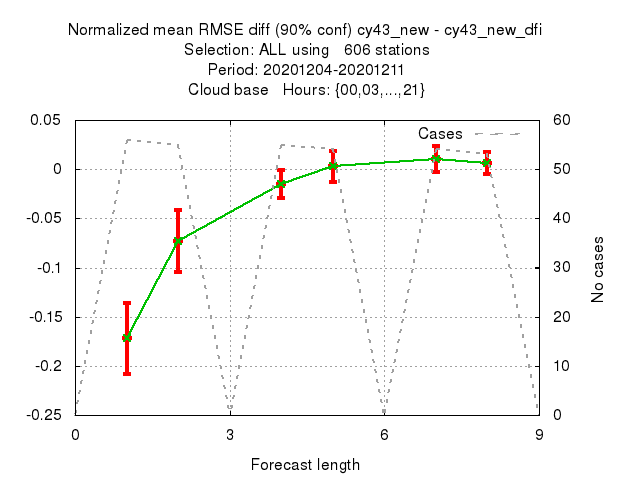 Normalized mean RMSE diff (90% conf) cy43_new - cy43_new_dfi
Selection: ALL using 606 stations
Period: 20201204-20201211
Cloud base Hours: {00,03,...,21}
Cases
0.05
0
-0.05
-0.1
-0.15
-0.2
-0.25
60
50
40
30
20
10
0
No cases
0 3 6 9
Forecast length